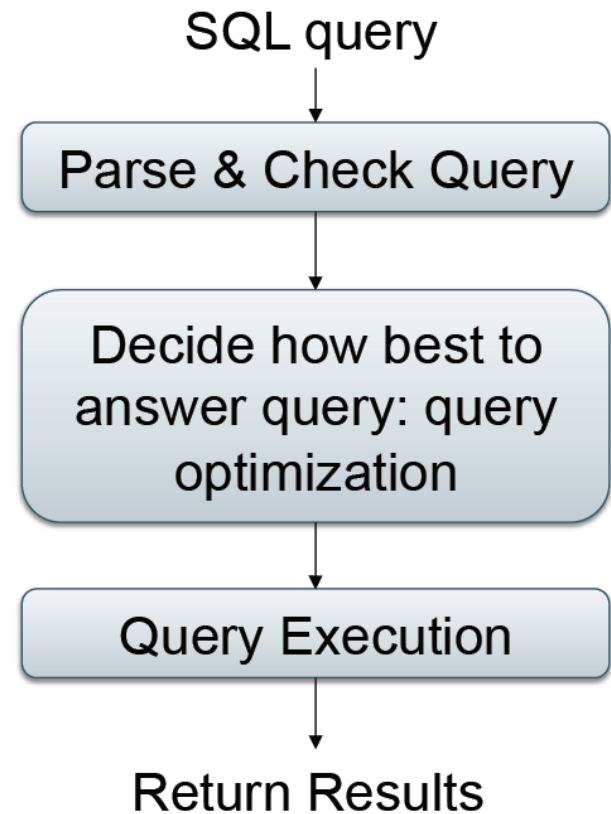 SQL query
Parse & Check Query
Decide how best to
answer query: query
optimization
Query Execution
Return Results